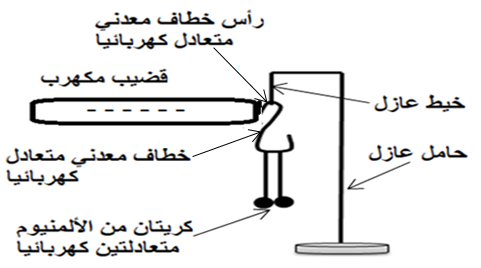 رأس خطاف معدني
متعادل كهربائيا
قضيب مكهرب
- - - - - -
خيط عازل
حامل عازل
خطاف معدني متعادل
كهربائيا
كريتان من الألمنيوم
متعادلتين كهربائيا